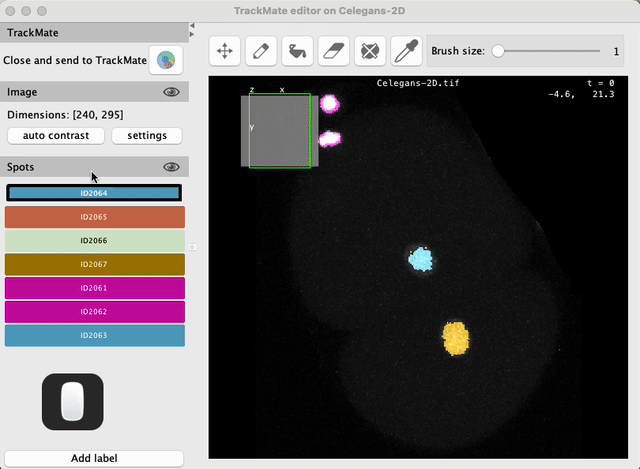 TrackMate editor on Celegans-2D
TrackMate
Close and send to TrackMate
Brush size:
1
Image
Dimensions: [240, 295]
auto contrast
settings
Spots
ID2064
ID2065
ID2066
ID2067
ID2061
ID2062
ID2063
Add label
Celegans-2D.tif
t = 0
-4.6, 21.3
z
x
y